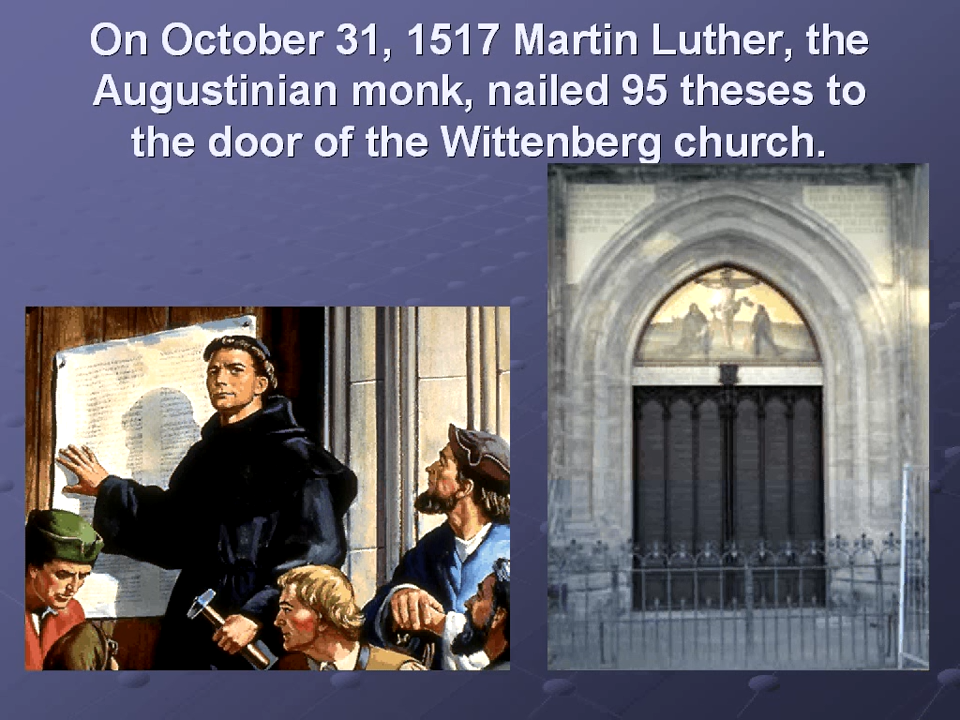 On October 31, 1517 Martin Luther, the
Augustinian monk, nailed 95 theses to
the door of the Wittenberg church.